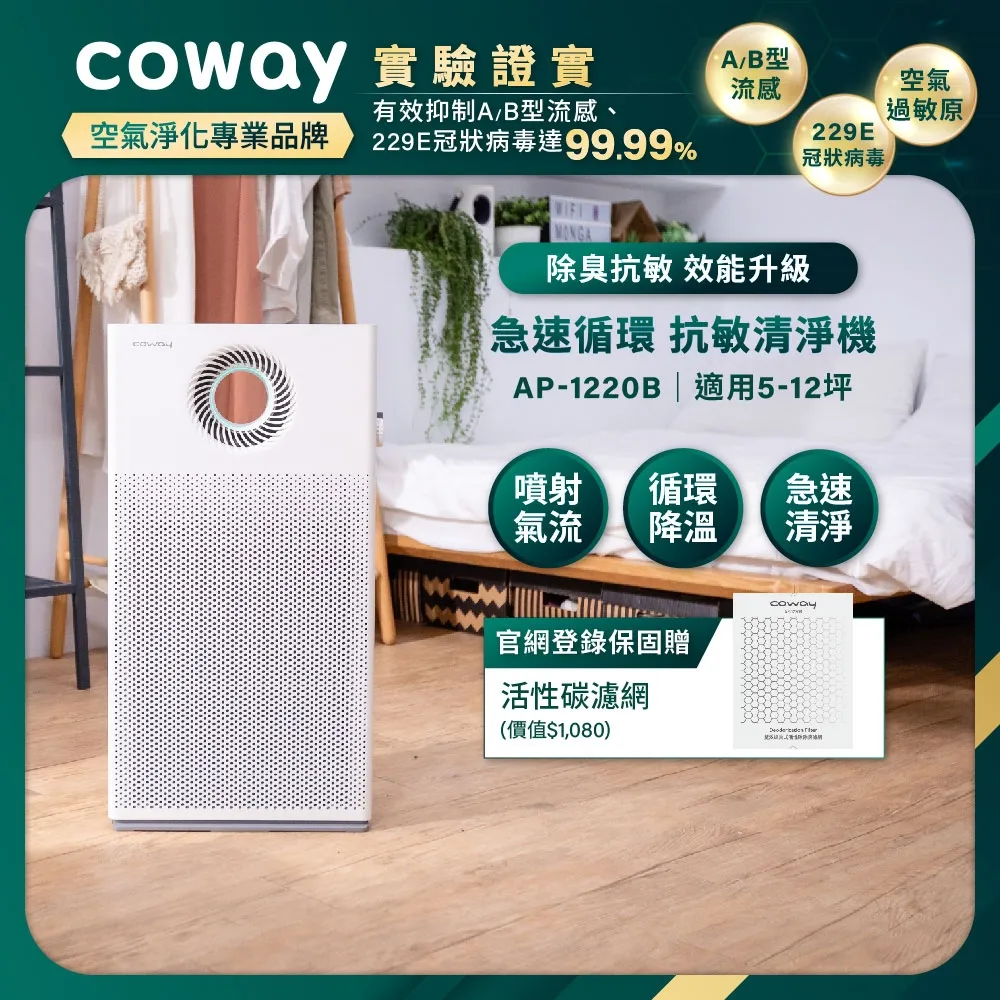 coway
實驗證實
空氣淨化專業品牌
有效抑制A/B型流感、
229E冠狀病毒達99.99%
A/B型
流感
空氣
過敏原
229E
冠狀病毒
WIFI
MONGA
除臭抗敏 效能升級
急速循環 抗敏清淨機
AP-1220B｜適用5-12坪
coway
噴射
氣流
循環
降溫
急速
清淨
官網登錄保固贈
活性碳濾網
(價值$1,080)
coway
Deodorization Filter